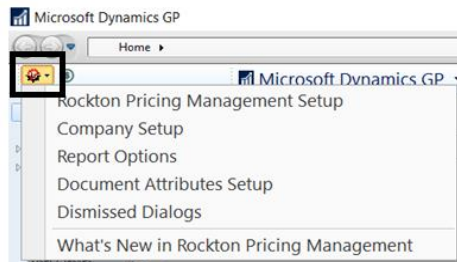 Microsoft Dynamics GP
Home
Microsoft Dynamics GP
Rockton Pricing Management Setup
Company Setup
Report Options
Document Attributes Setup
Dismissed Dialogs
What's New in Rockton Pricing Management